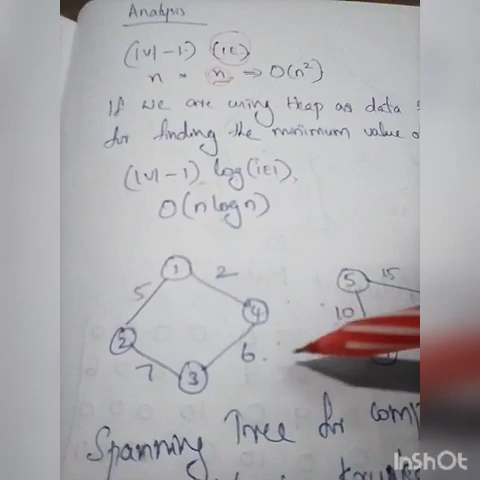 Analysis
(|V|-1) (|E|)
n * n ⇒ O(n²)
If we are using Heap as data
for finding the minimum value
(|V|-1) log(|E|),
O(n log n)
1 2 5 15
5 4 10
2 6
7 3
Spanning Tree for
InShOt